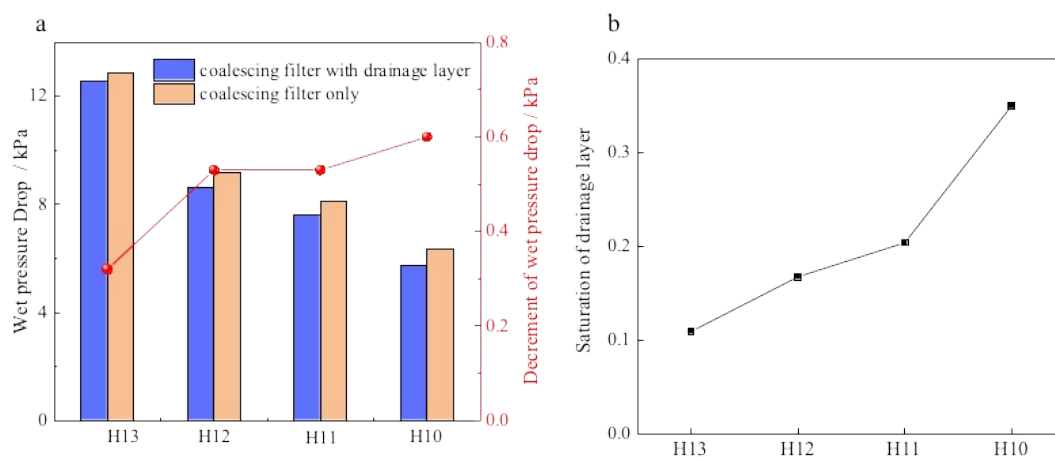 a
Wet pressure Drop / kPa
12
8
4
0
coalescing filter with drainage layer
coalescing filter only
0.8
0.6
0.4
0.2
0.0
Decrement of wet pressure drop / kPa
H13 H12 H11 H10
b
Saturation of drainage layer
0.4
0.3
0.2
0.1
0.0
H13 H12 H11 H10